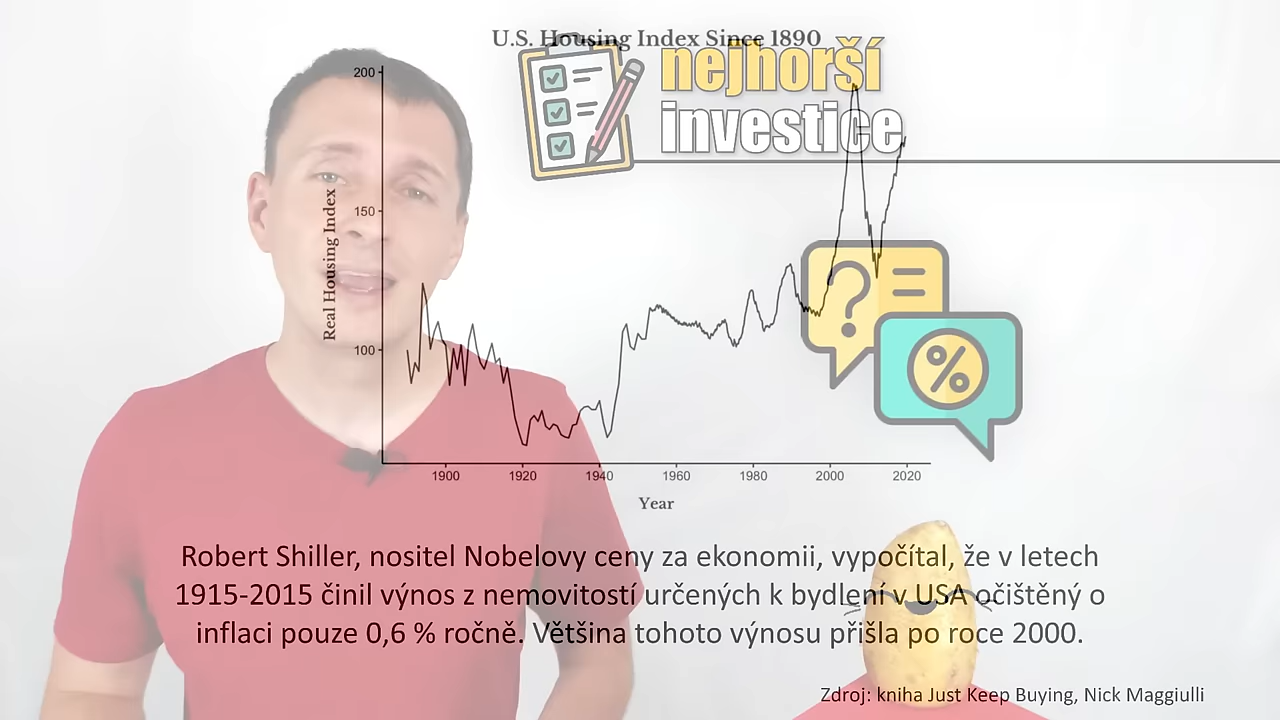 U.S. Housing Index Since 1890
nejhorší
investice
200
150
100
Real Housing Index
?
%
1900 1920 1940 1960 1980 2000 2020
Year
Robert Shiller, nositel Nobelovy ceny za ekonomii, vypočítal, že v letech
1915-2015 činil výnos z nemovitostí určených k bydlení v USA očištěný o
inflaci pouze 0,6 % ročně. Většina tohoto výnosu přišla po roce 2000.
Zdroj: kniha Just Keep Buying, Nick Maggiulli